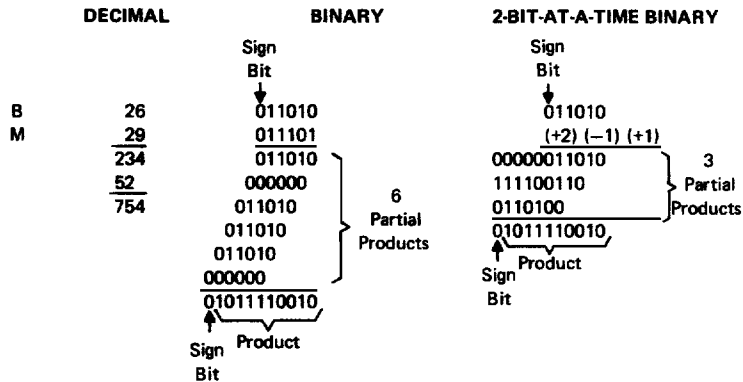 DECIMAL BINARY 2-BIT-AT-A-TIME BINARY
Sign Sign
Bit Bit
B 26 011010 011010
M 29 011101 (+2) (−1) (+1)
234 011010 00000011010 3
52 000000 111100110 Partial
754 011010 0110100 Products
011010 01011110010
011010 Product
000000 Sign
01011110010 Bit
6
Partial
Products
Product
Sign
Bit